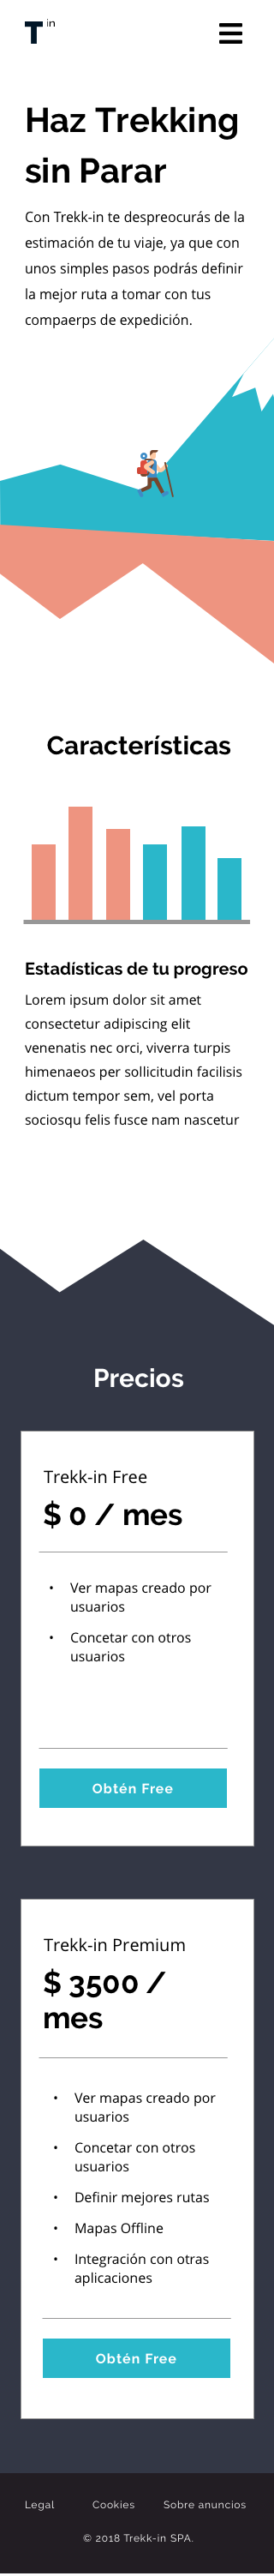 T in
Haz Trekking
sin Parar
Con Trekk-in te despreocurás de la
estimación de tu viaje, ya que con
unos simples pasos podrás definir
la mejor ruta a tomar con tus
compaerps de expedición.
Características
Estadísticas de tu progreso
Lorem ipsum dolor sit amet
consectetur adipiscing elit
venenatis nec orci, viverra turpis
himenaeos per sollicitudin facilisis
dictum tempor sem, vel porta
sociosqu felis fusce nam nascetur
Precios
Trekk-in Free
$ 0 / mes
• Ver mapas creado por
usuarios
• Concetar con otros
usuarios
Obtén Free
Trekk-in Premium
$ 3500 /
mes
• Ver mapas creado por
usuarios
• Concetar con otros
usuarios
• Definir mejores rutas
• Mapas Offline
• Integración con otras
aplicaciones
Obtén Free
Legal Cookies Sobre anuncios
© 2018 Trekk-in SPA.